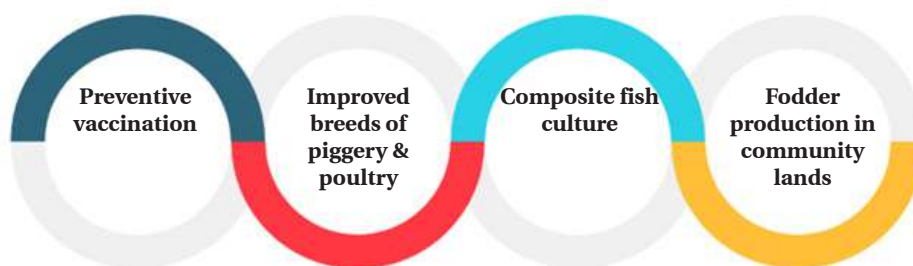 Preventive
vaccination
Improved
breeds of
piggery &
poultry
Composite fish
culture
Fodder
production in
community
lands